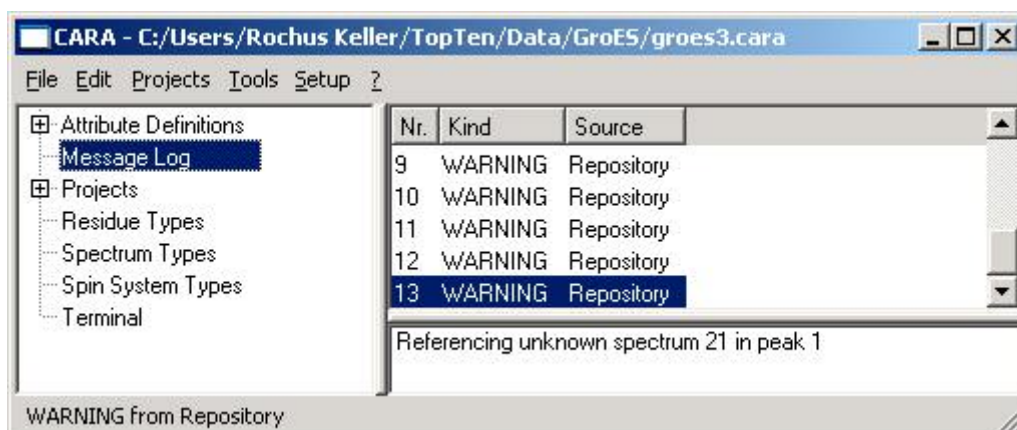 CARA - C:/Users/Rochus Keller/TopTen/Data/GroES/groes3.cara
File Edit Projects Tools Setup ?
Attribute Definitions
Message Log
Projects
Residue Types
Spectrum Types
Spin System Types
Terminal
Nr. Kind Source
9 WARNING Repository
10 WARNING Repository
11 WARNING Repository
12 WARNING Repository
13 WARNING Repository
Referencing unknown spectrum 21 in peak 1
WARNING from Repository